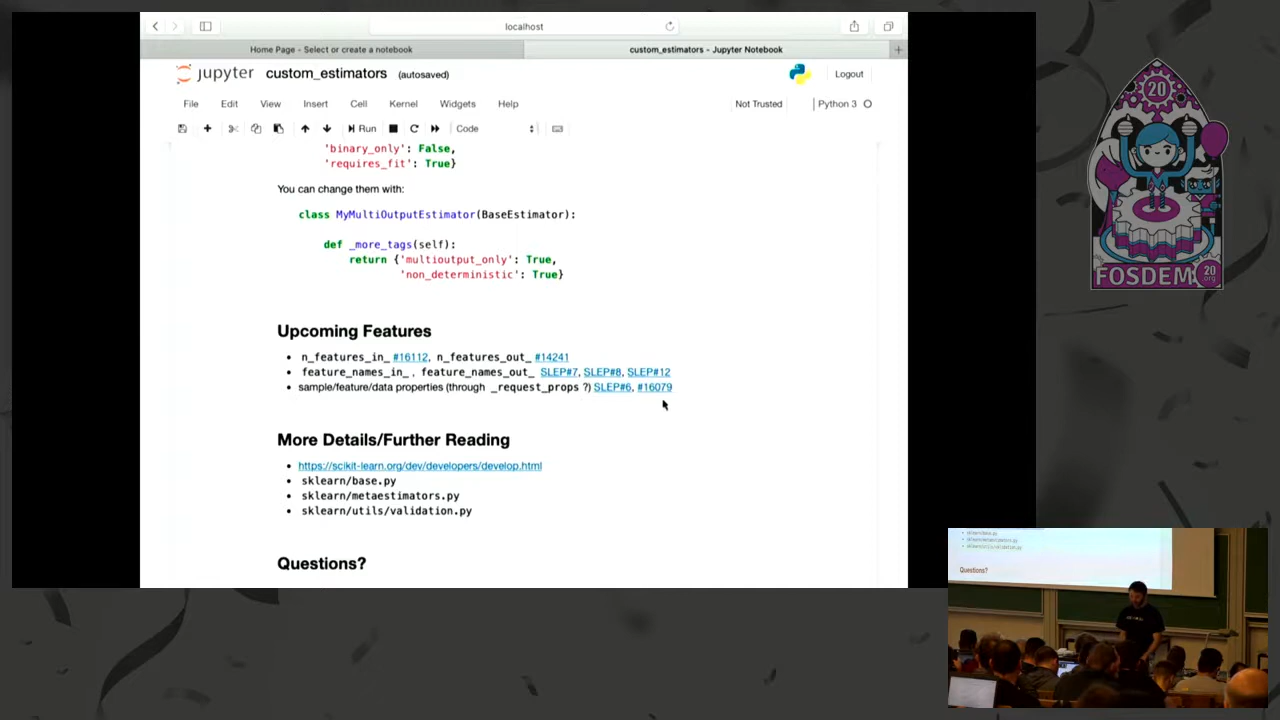 localhost
Home Page - Select or create a notebook
custom_estimators - Jupyter Notebook
jupyter custom_estimators (autosaved)
Logout
File Edit View Insert Cell Kernel Widgets Help
Not Trusted
Python 3
Run
Code
'binary_only': False,
'requires_fit': True}
You can change them with:
class MyMultiOutputEstimator(BaseEstimator):
def _more_tags(self):
return {'multioutput_only': True,
'non_deterministic': True}
Upcoming Features
n_features_in_ #16112, n_features_out_ #14241
feature_names_in_ , feature_names_out_ SLEP#7, SLEP#8, SLEP#12
sample/feature/data properties (through _request_props ?) SLEP#6, #16079
More Details/Further Reading
https://scikit-learn.org/dev/developers/develop.html
sklearn/base.py
sklearn/metaestimators.py
sklearn/utils/validation.py
Questions?
20
FOSDEM 20
.org
Questions?